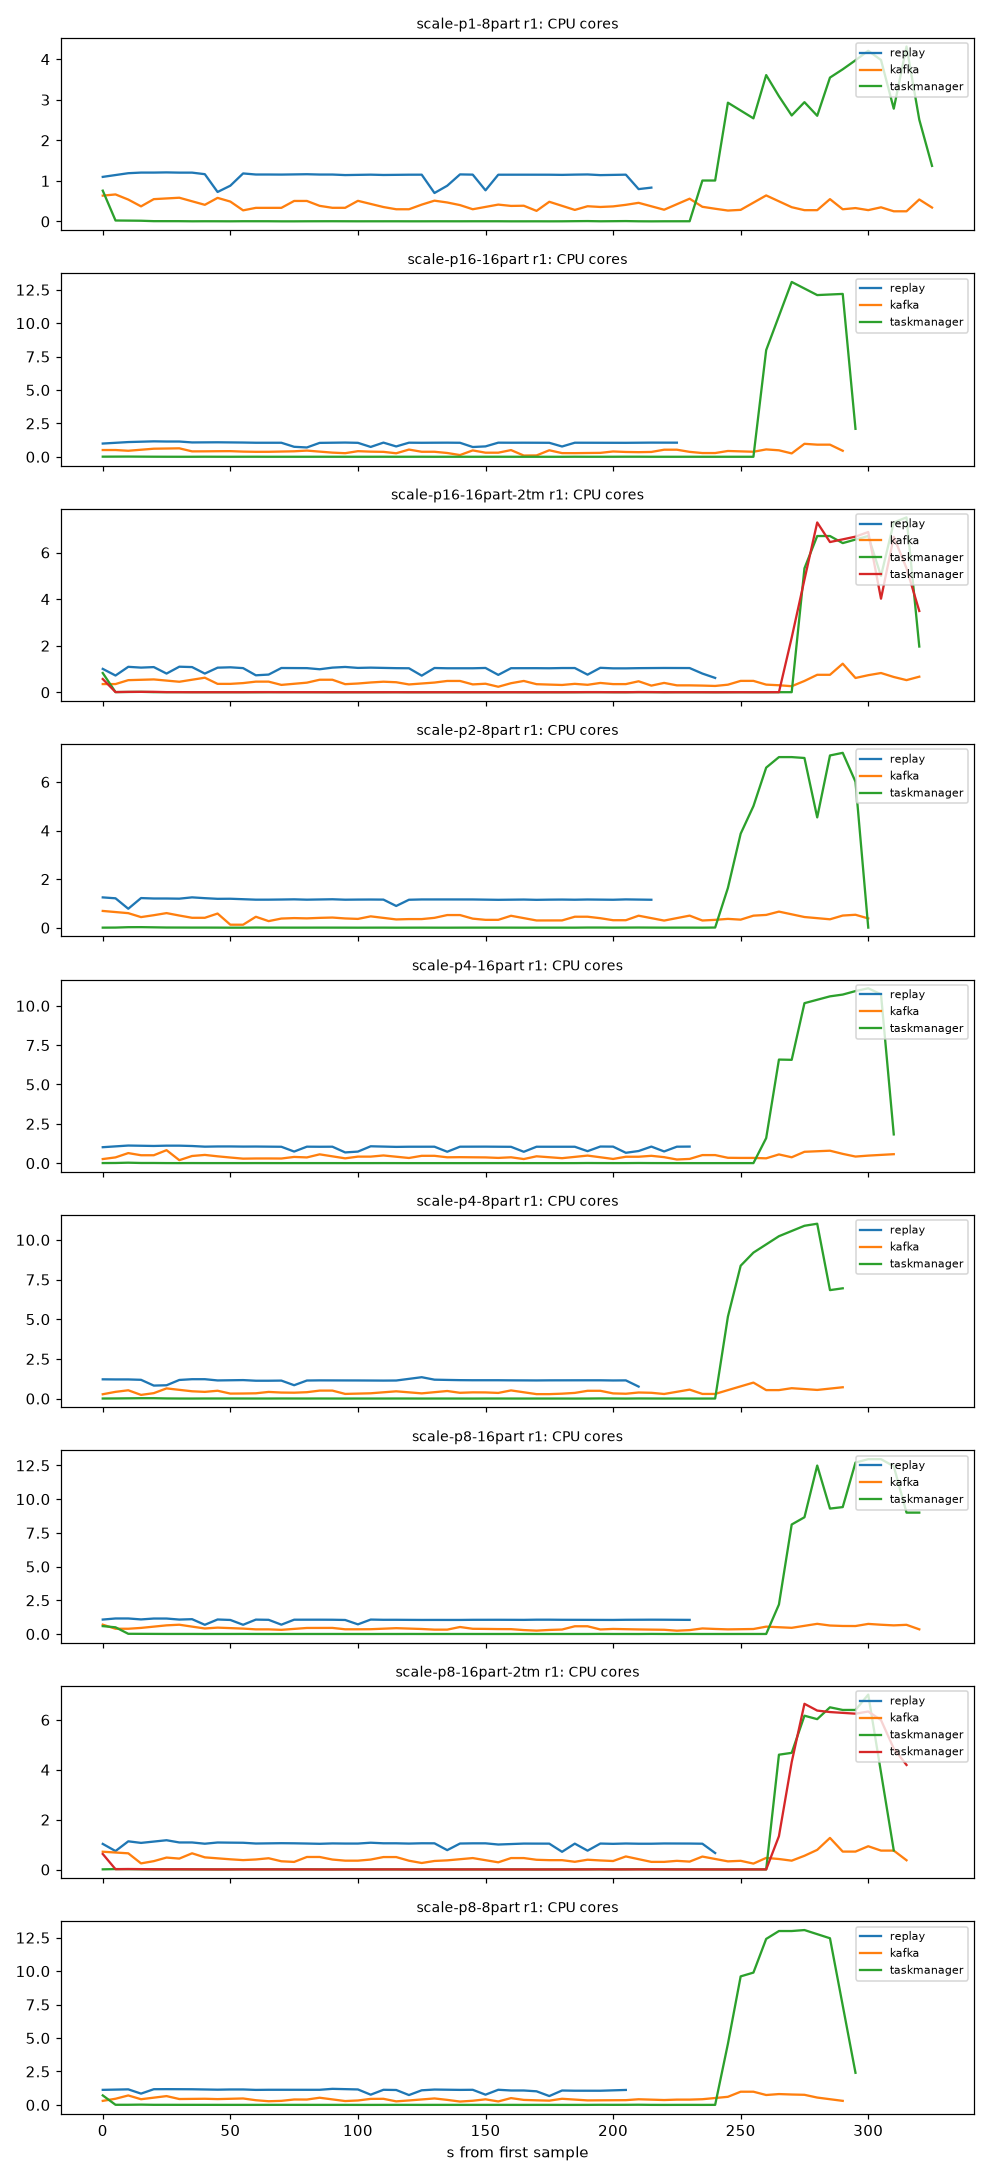 scale-p1-8part r1: CPU cores
4
3
2
1
0
replay
kafka
taskmanager
scale-p16-16part r1: CPU cores
12.5
10.0
7.5
5.0
2.5
0.0
replay
kafka
taskmanager
scale-p16-16part-2tm r1: CPU cores
6
4
2
0
replay
kafka
taskmanager
taskmanager
scale-p2-8part r1: CPU cores
6
4
2
0
replay
kafka
taskmanager
scale-p4-16part r1: CPU cores
10.0
7.5
5.0
2.5
0.0
replay
kafka
taskmanager
scale-p4-8part r1: CPU cores
10.0
7.5
5.0
2.5
0.0
replay
kafka
taskmanager
scale-p8-16part r1: CPU cores
12.5
10.0
7.5
5.0
2.5
0.0
replay
kafka
taskmanager
scale-p8-16part-2tm r1: CPU cores
6
4
2
0
replay
kafka
taskmanager
taskmanager
scale-p8-8part r1: CPU cores
12.5
10.0
7.5
5.0
2.5
0.0
replay
kafka
taskmanager
0 50 100 150 200 250 300
s from first sample